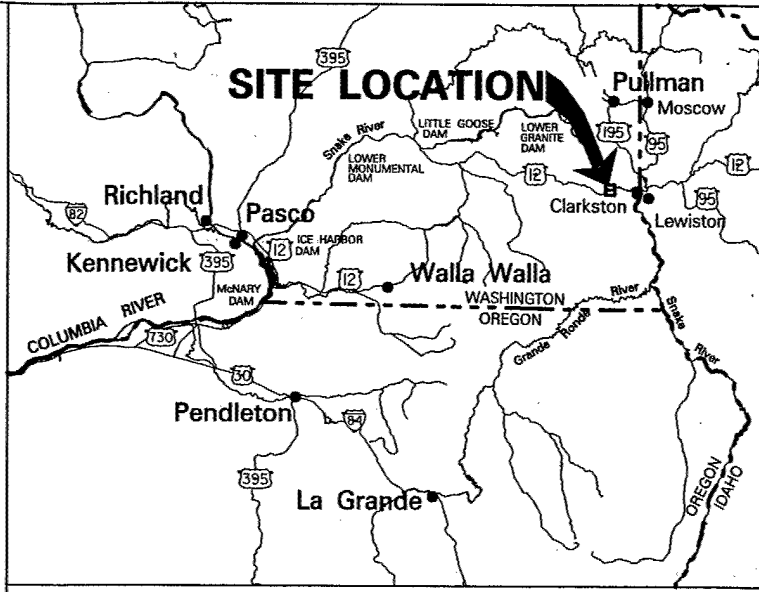 395
SITE LOCATION
Pullman
Moscow
195
95
Snake River
LITTLE GOOSE
DAM
LOWER
GRANITE
DAM
LOWER
MONUMENTAL
DAM
12
12
95
Clarkston
Lewiston
Richland
82
Pasco
Kennewick
395
12
ICE HARBOR
DAM
McNARY
DAM
12
Walla Walla
WASHINGTON
OREGON
River
Grande Ronde
Snake
River
COLUMBIA RIVER
730
30
Pendleton
84
395
La Grande
OREGON
IDAHO